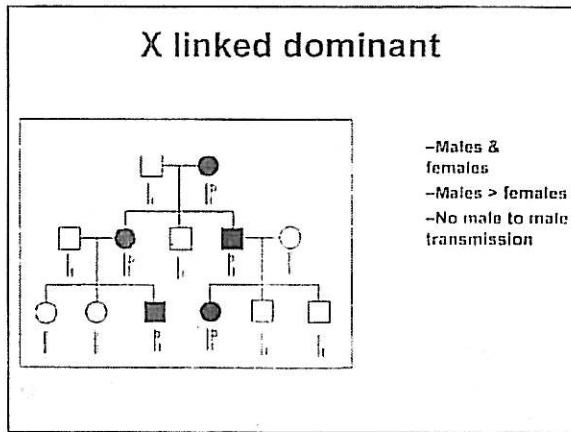 X linked dominant
–Males &
females
–Males > females
–No male to male
transmission